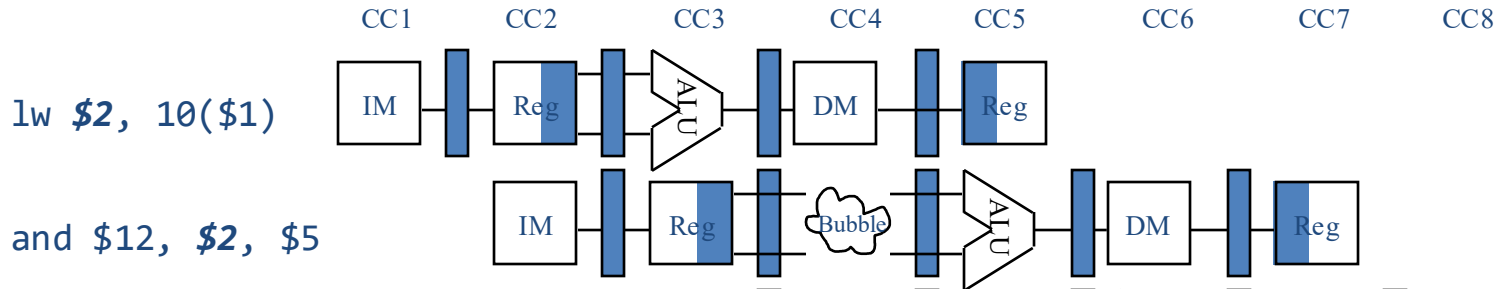 CC1 CC2 CC3 CC4 CC5 CC6 CC7 CC8
lw $2, 10($1) IM Reg ALU DM Reg
and $12, $2, $5 IM Reg Bubble ALU DM Reg